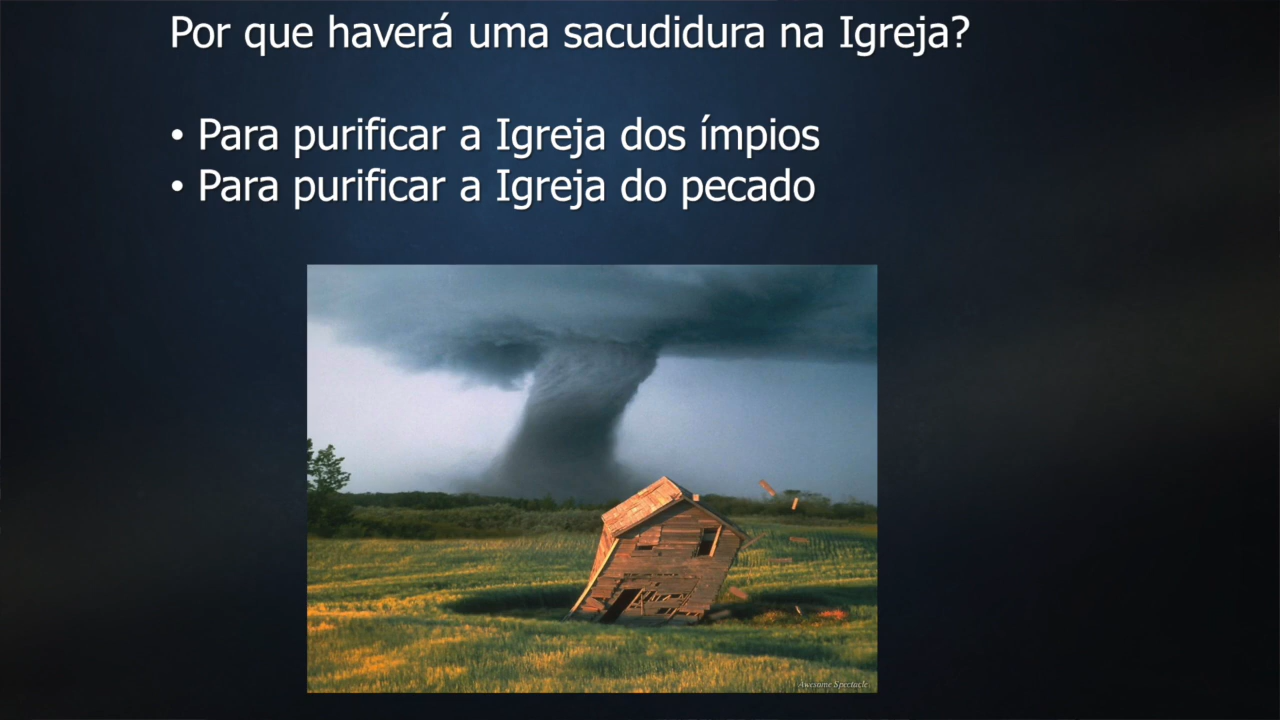 Por que haverá uma sacudidura na Igreja?
• Para purificar a Igreja dos ímpios
• Para purificar a Igreja do pecado
Awesome Spectacle